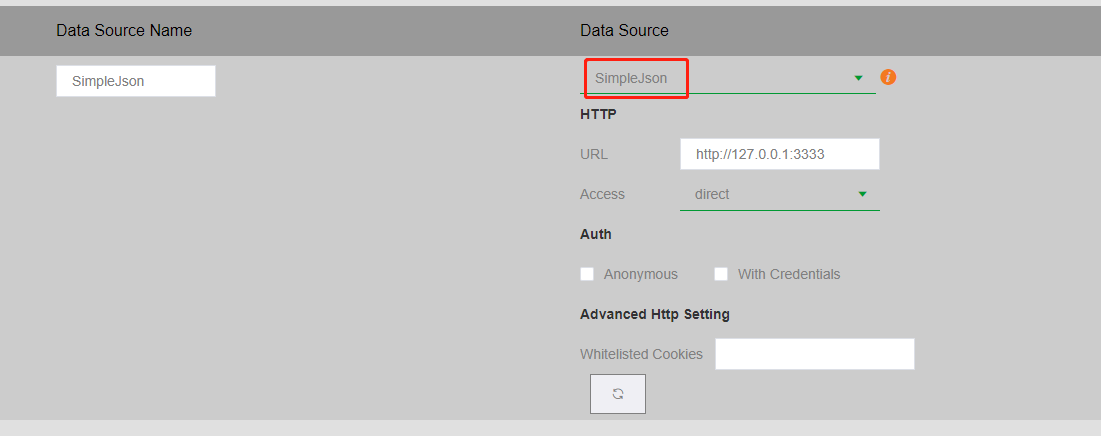 Data Source Name Data Source
SimpleJson SimpleJson i
HTTP
URL http://127.0.0.1:3333
Access direct
Auth
Anonymous With Credentials
Advanced Http Setting
Whitelisted Cookies